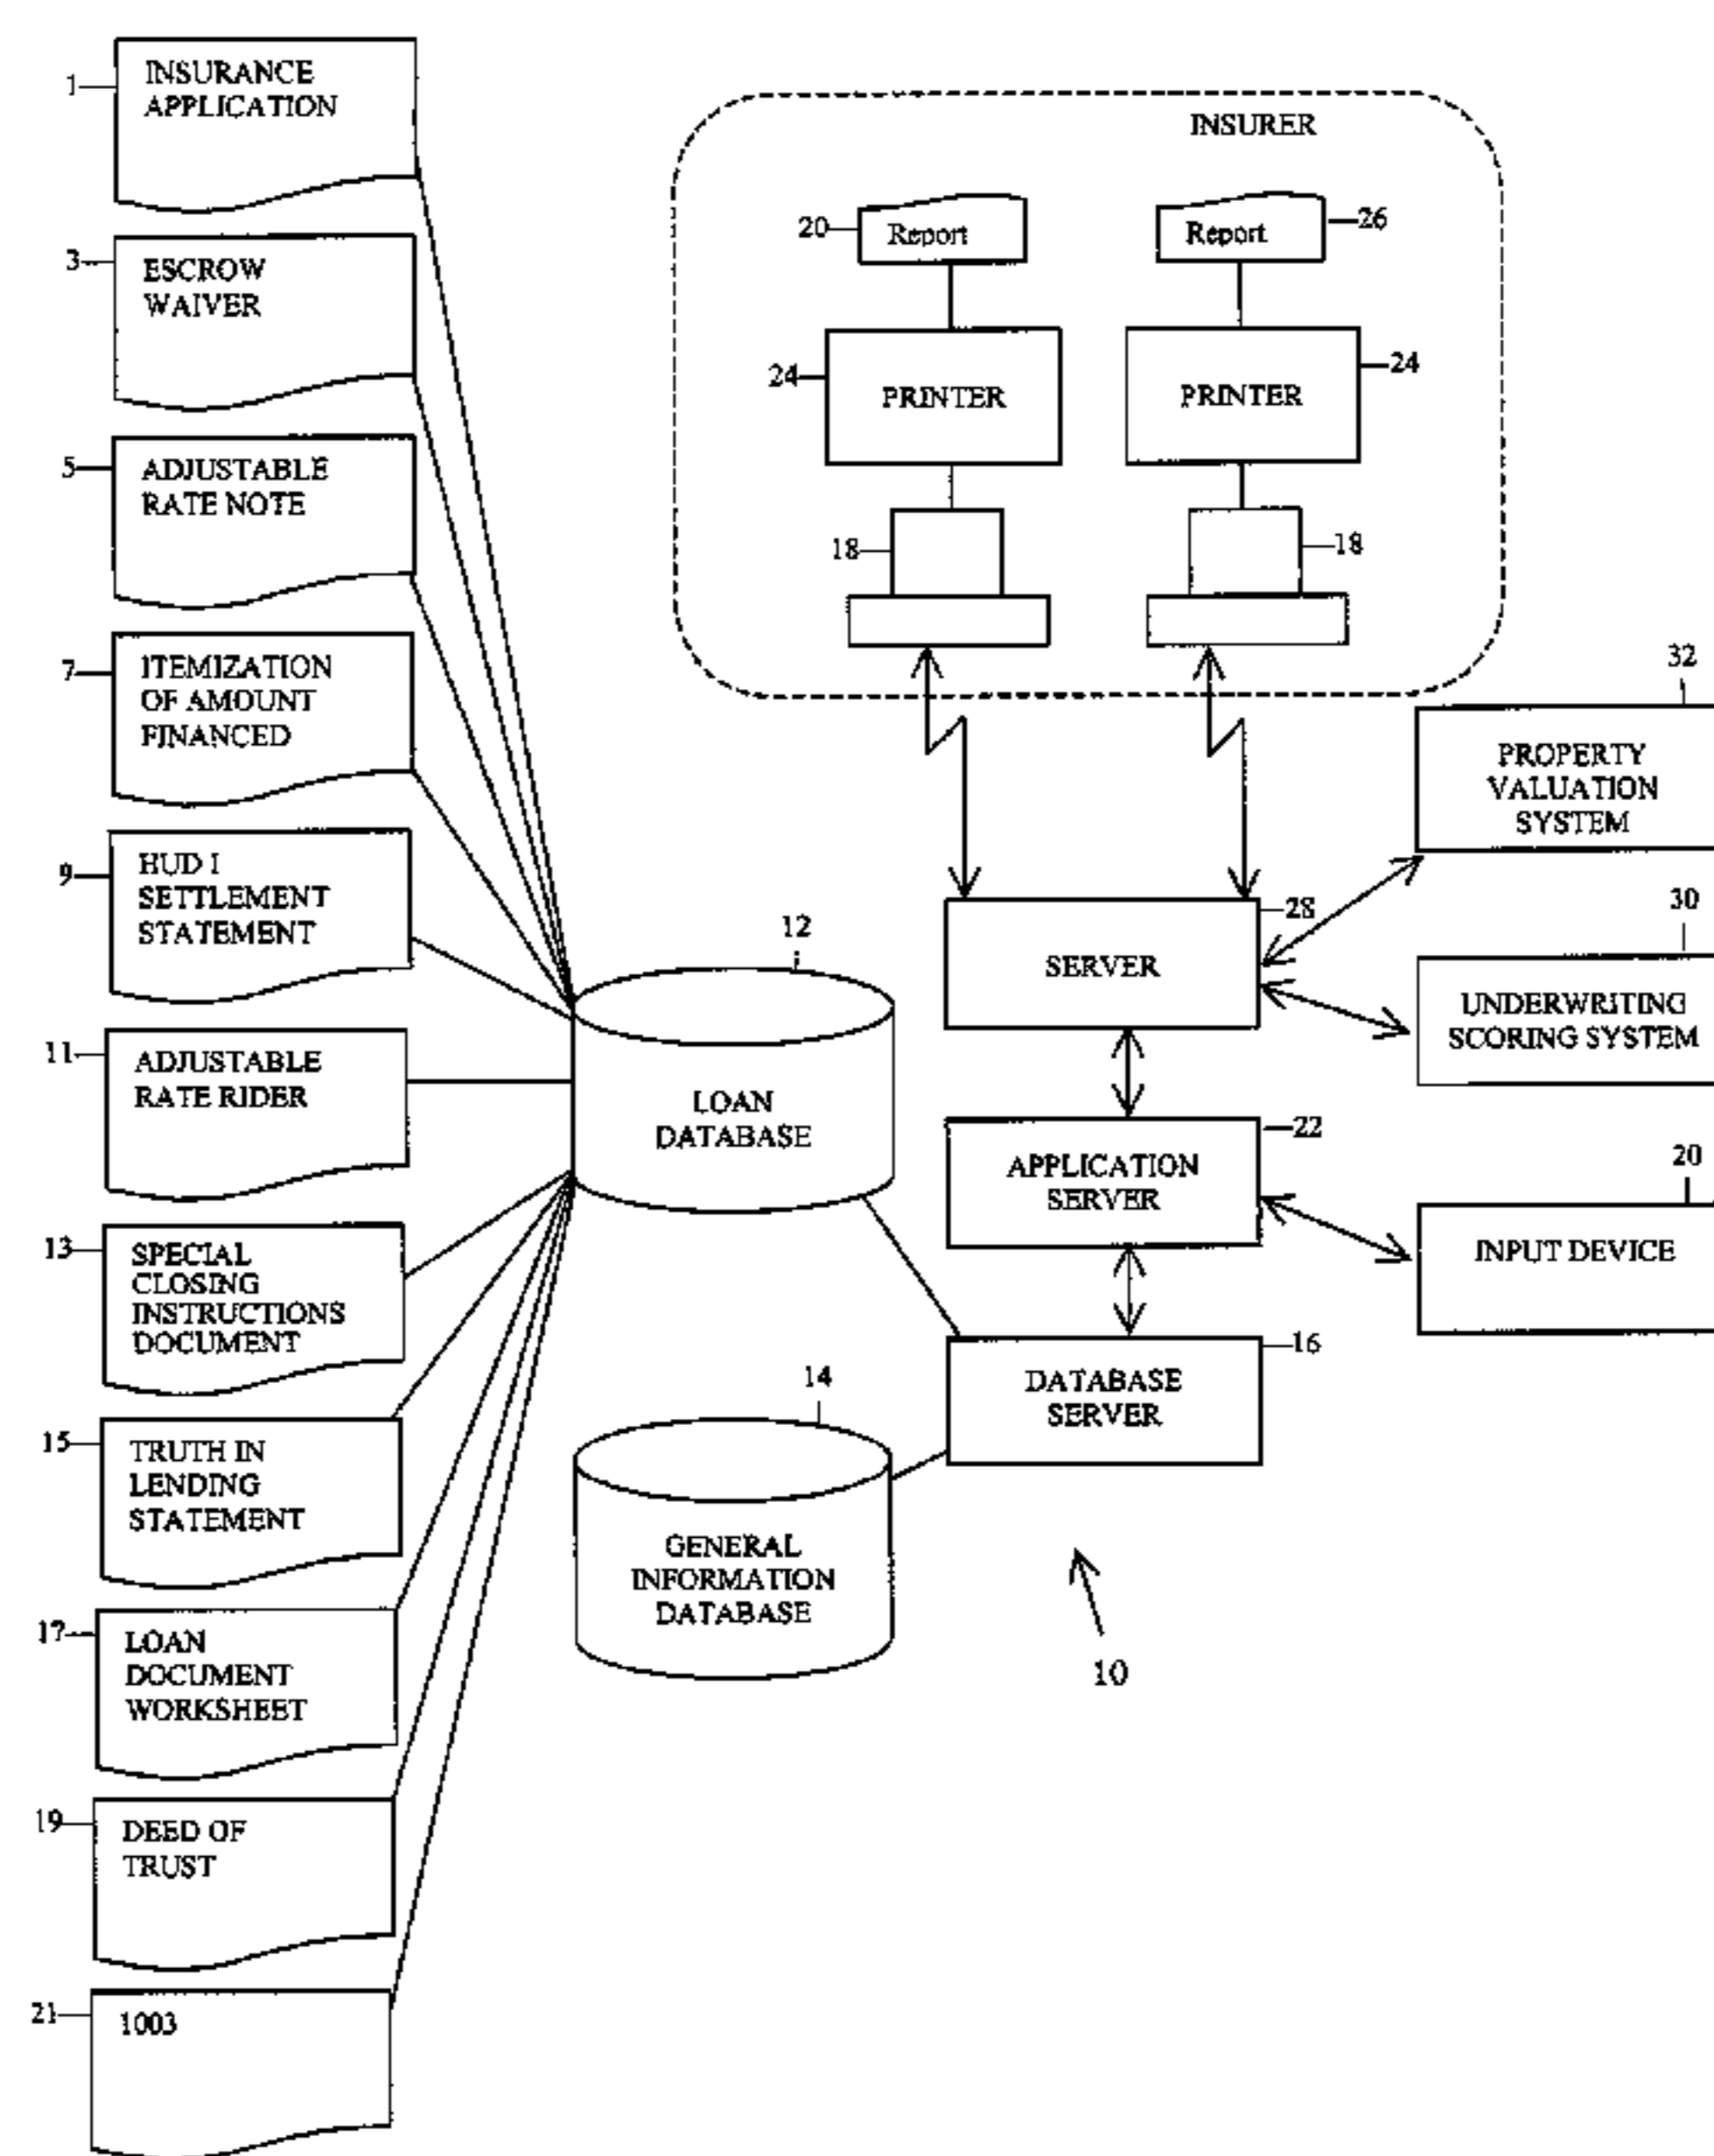 1
INSURANCE
APPLICATION
3
ESCROW
WAIVER
5
ADJUSTABLE
RATE NOTE
7
ITEMIZATION
OF AMOUNT
FINANCED
9
HUD I
SETTLEMENT
STATEMENT
11
ADJUSTABLE
RATE RIDER
13
SPECIAL
CLOSING
INSTRUCTIONS
DOCUMENT
15
TRUTH IN
LENDING
STATEMENT
17
LOAN
DOCUMENT
WORKSHEET
19
DEED OF
TRUST
21
1003
12
LOAN
DATABASE
14
GENERAL
INFORMATION
DATABASE
INSURER
20
Report
Report
26
24
PRINTER
PRINTER
24
18
18
28
SERVER
22
APPLICATION
SERVER
16
DATABASE
SERVER
10
32
PROPERTY
VALUATION
SYSTEM
30
UNDERWRITING
SCORING SYSTEM
20
INPUT DEVICE